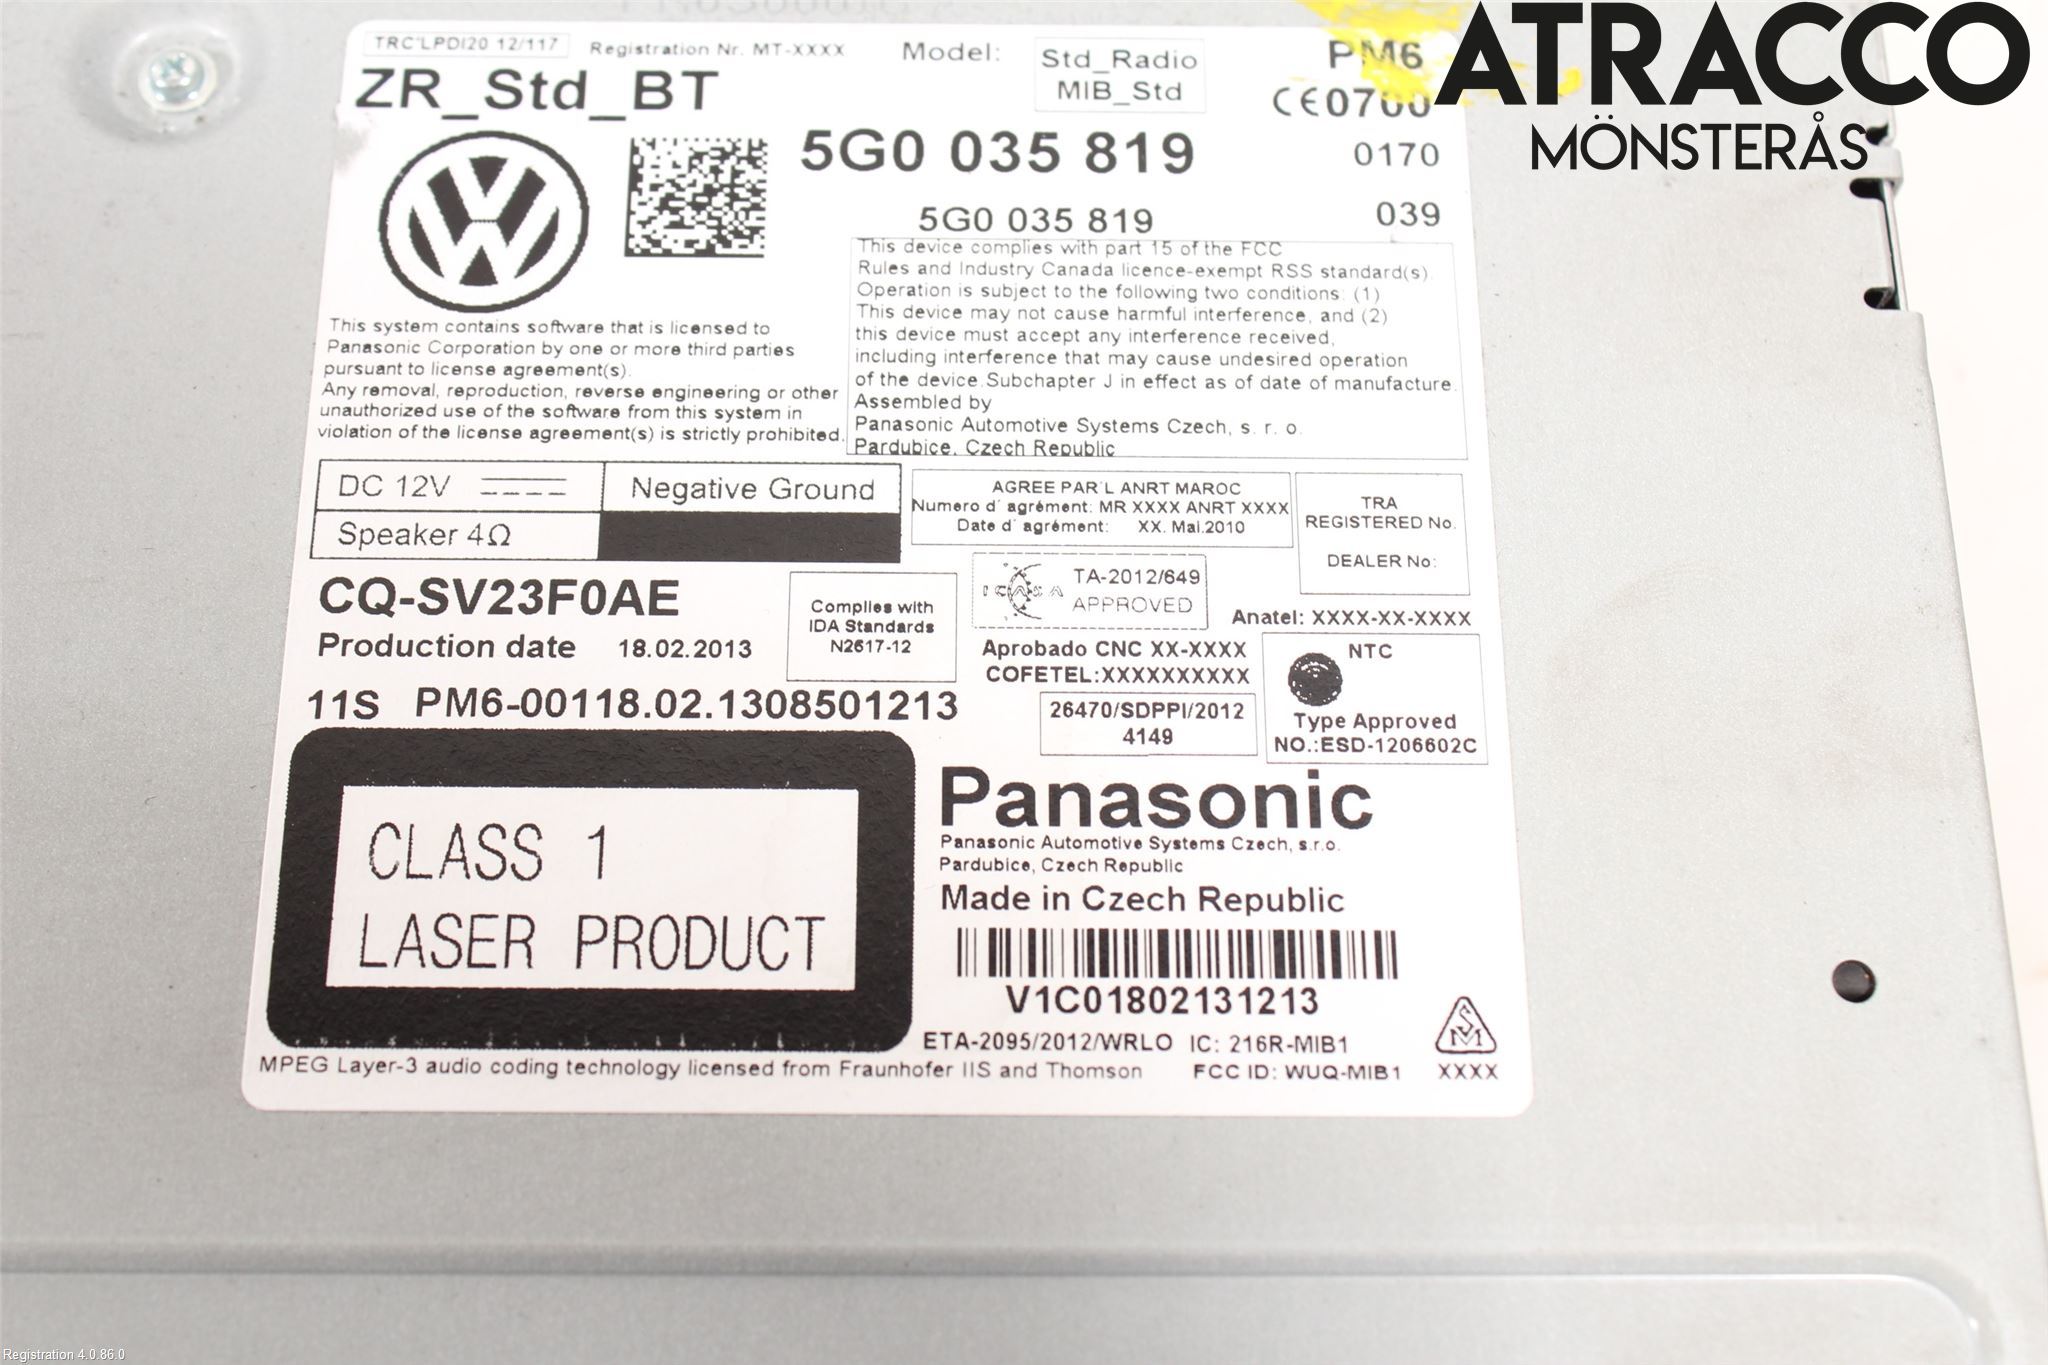 ATRACCO
MÖNSTERÅS
TRC'LPDI20 12/117
Registration Nr. MT-XXXX
Model:
Std_Radio
MIB_Std
PM6
ZR_Std_BT
CE0700
5G0 035 819
0170
5G0 035 819
039
This device complies with part 15 of the FCC
Rules and Industry Canada licence-exempt RSS standard(s).
Operation is subject to the following two conditions: (1)
This device may not cause harmful interference, and (2)
this device must accept any interference received,
including interference that may cause undesired operation
of the device.Subchapter J in effect as of date of manufacture.
Assembled by
Panasonic Automotive Systems Czech, s. r. o.
Pardubice, Czech Republic
This system contains software that is licensed to
Panasonic Corporation by one or more third parties
pursuant to license agreement(s).
Any removal, reproduction, reverse engineering or other
unauthorized use of the software from this system in
violation of the license agreement(s) is strictly prohibited.
DC 12V
Negative Ground
Speaker 4Ω
AGREE PAR'L ANRT MAROC
Numero d' agrément: MR XXXX ANRT XXXX
Date d' agrément: XX. Mai.2010
TRA
REGISTERED No.
DEALER No:
CQ-SV23F0AE
Production date 18.02.2013
Complies with
IDA Standards
N2617-12
ICASA
TA-2012/649
APPROVED
Anatel: XXXX-XX-XXXX
Aprobado CNC XX-XXXX
COFETEL:XXXXXXXXXX
NTC
Type Approved
NO.:ESD-1206602C
11S PM6-00118.02.1308501213
26470/SDPPI/2012
4149
CLASS 1
LASER PRODUCT
Panasonic
Panasonic Automotive Systems Czech, s.r.o.
Pardubice, Czech Republic
Made in Czech Republic
V1C01802131213
ETA-2095/2012/WRLO IC: 216R-MIB1
MPEG Layer-3 audio coding technology licensed from Fraunhofer IIS and Thomson
FCC ID: WUQ-MIB1
XXXX
Registration 4.0.86.0